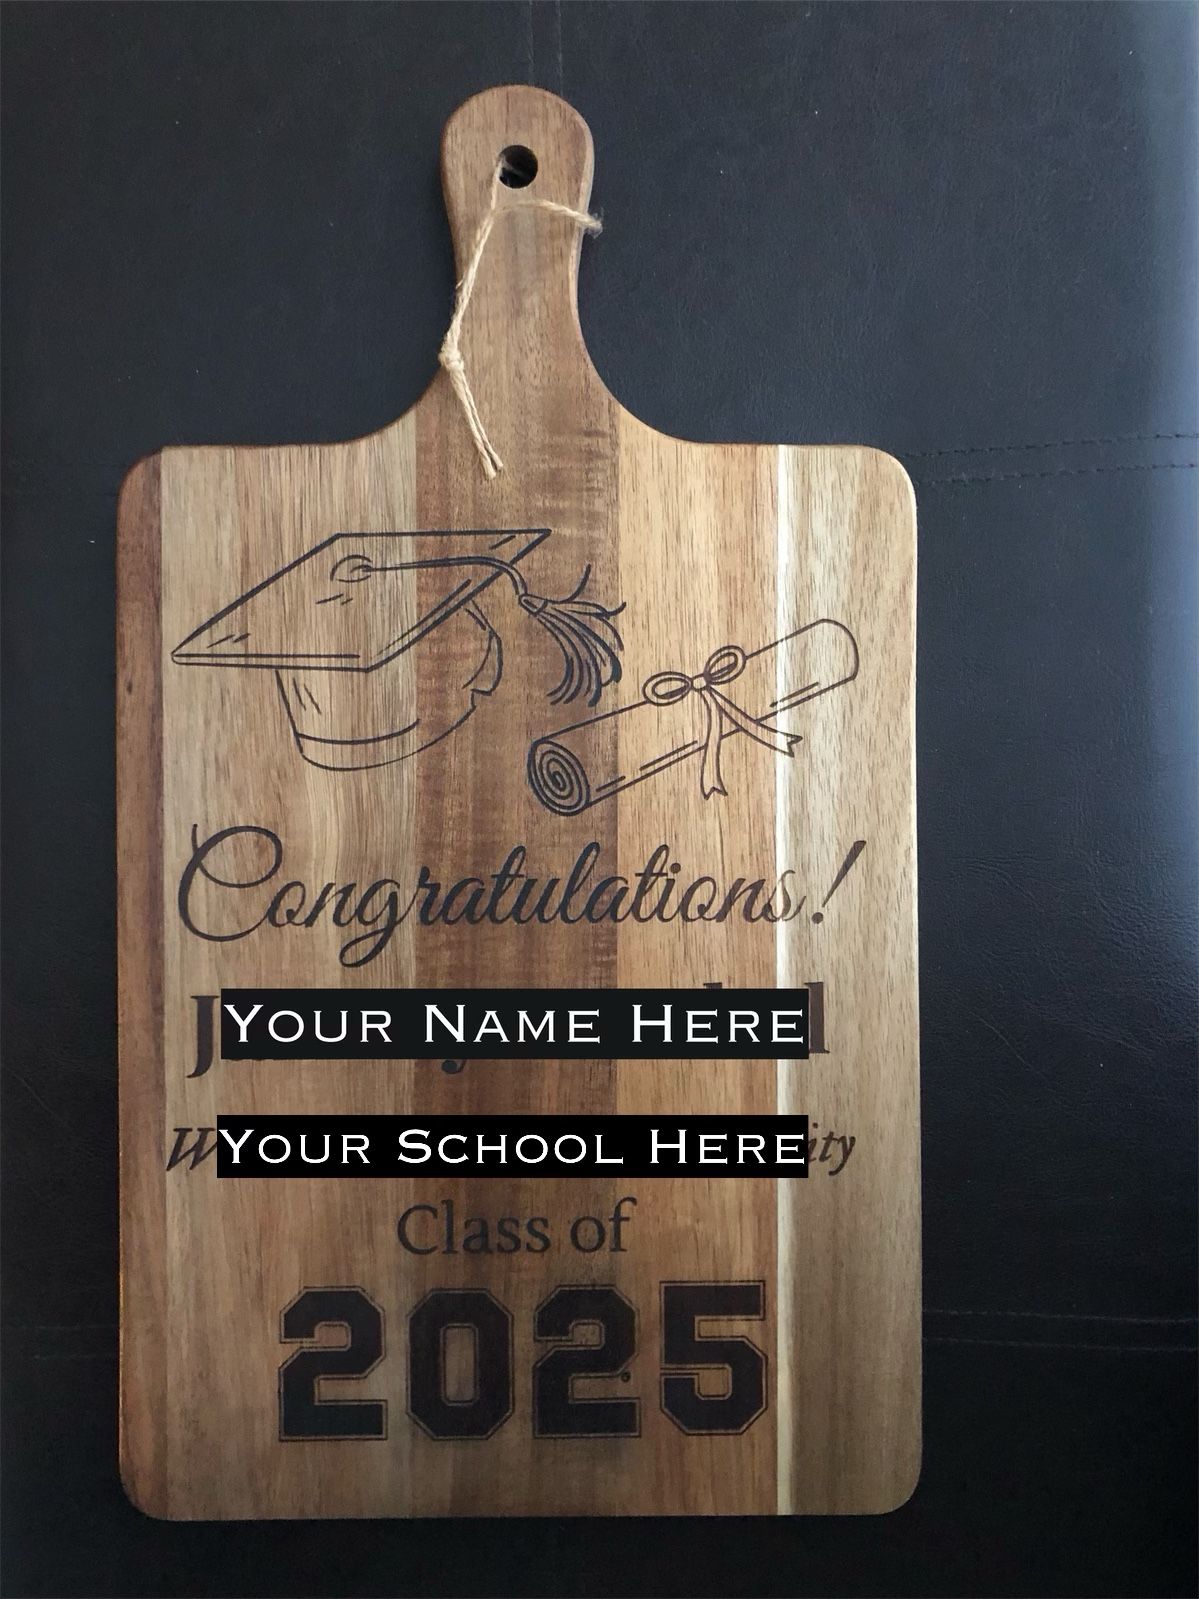 Congratulations!
YOUR NAME HERE
YOUR SCHOOL HERE
Class of
2025